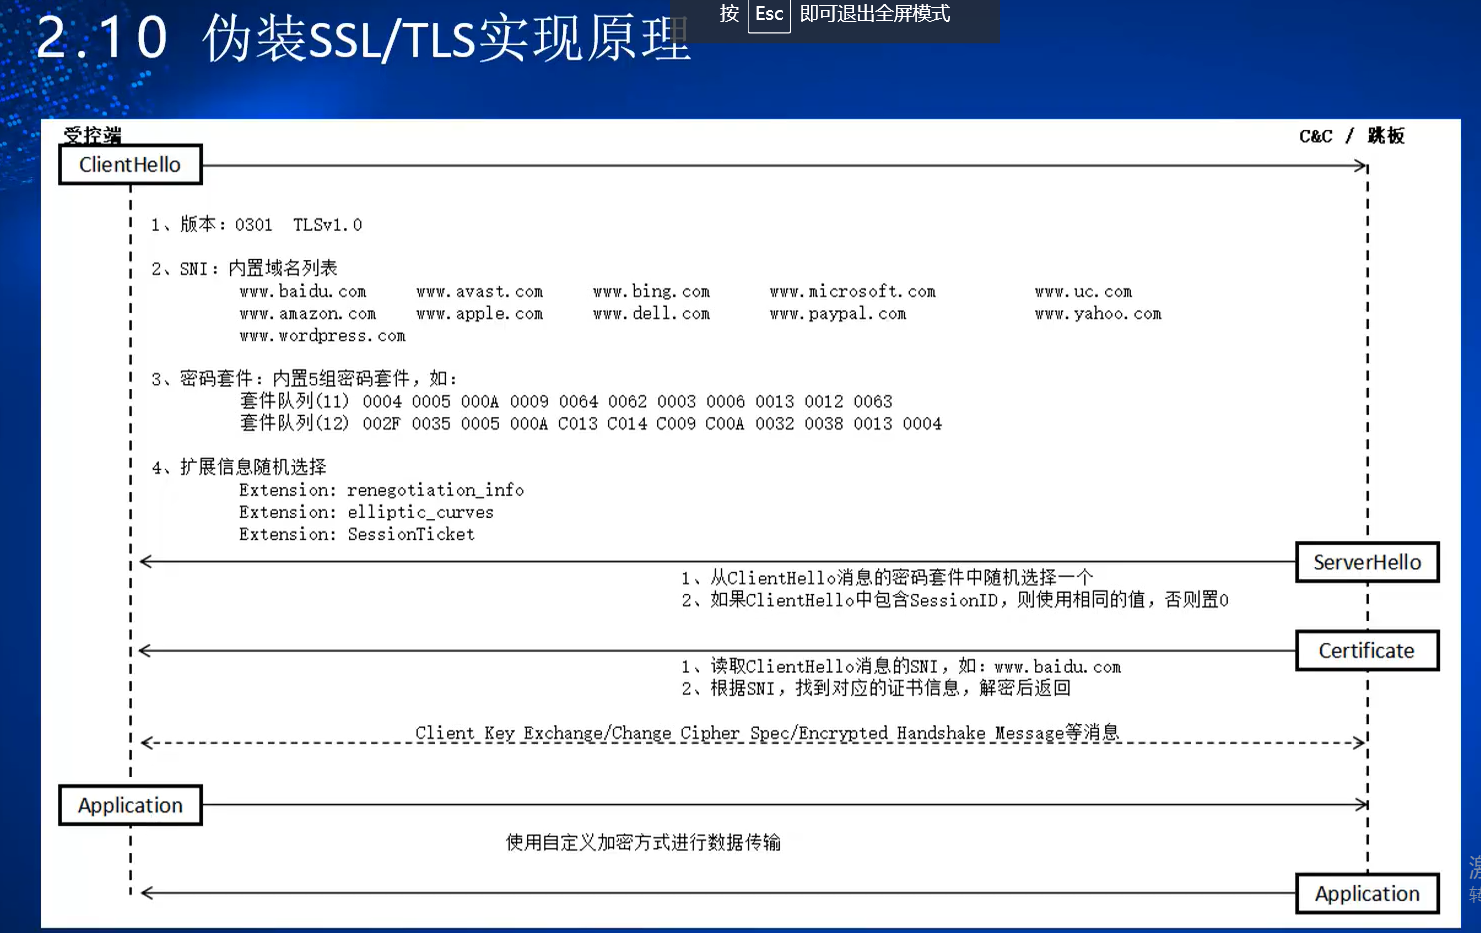 按 Esc 即可退出全屏模式
2.10 伪装SSL/TLS实现原理
受控端
C&C / 跳板
ClientHello
1、版本：0301 TLSv1.0
2、SNI：内置域名列表
www.baidu.com www.avast.com www.bing.com www.microsoft.com www.uc.com
www.amazon.com www.apple.com www.dell.com www.paypal.com www.yahoo.com
www.wordpress.com
3、密码套件：内置5组密码套件，如：
套件队列(11) 0004 0005 000A 0009 0064 0062 0003 0006 0013 0012 0063
套件队列(12) 002F 0035 0005 000A C013 C014 C009 C00A 0032 0038 0013 0004
4、扩展信息随机选择
Extension: renegotiation_info
Extension: elliptic_curves
Extension: SessionTicket
ServerHello
1、从ClientHello消息的密码套件中随机选择一个
2、如果ClientHello中包含SessionID，则使用相同的值，否则置0
Certificate
1、读取ClientHello消息的SNI，如：www.baidu.com
2、根据SNI，找到对应的证书信息，解密后返回
Client Key Exchange/Change Cipher Spec/Encrypted Handshake Message等消息
Application
使用自定义加密方式进行数据传输
Application